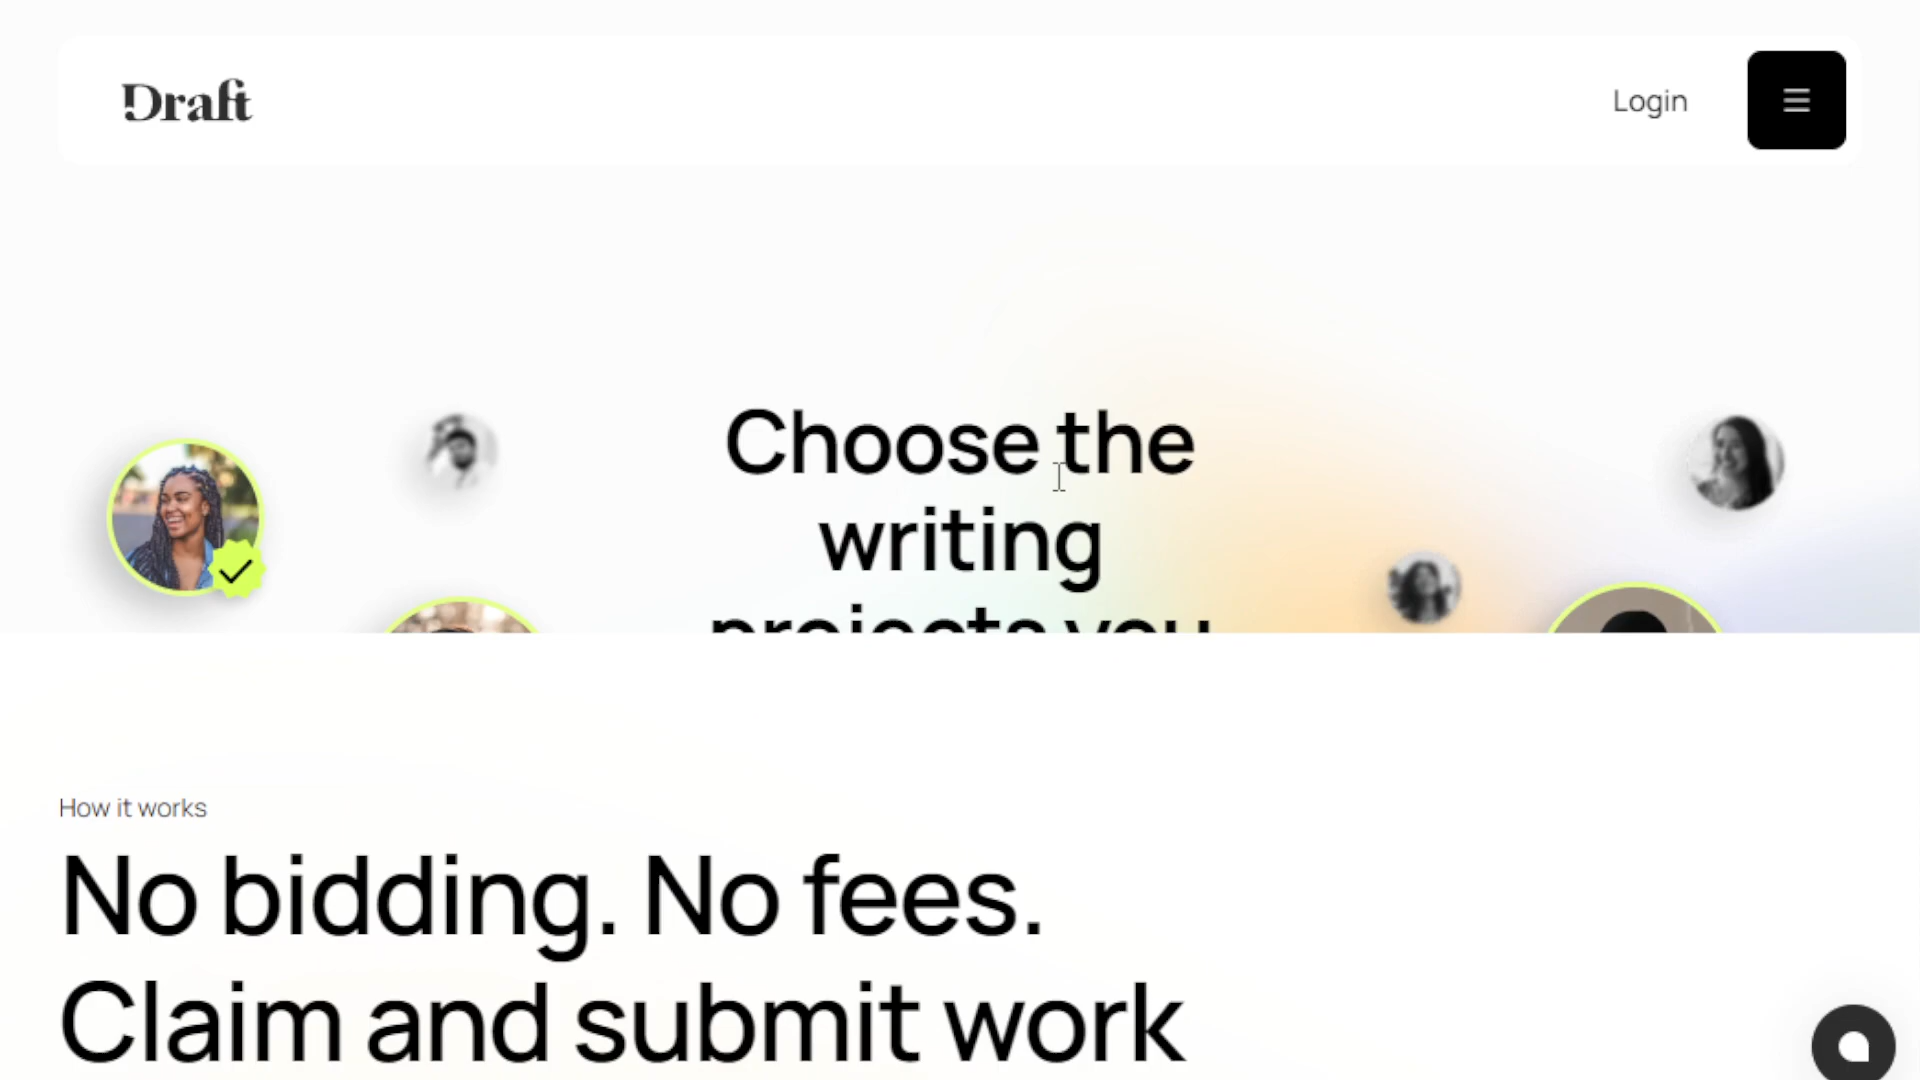 Draft
Login
Choose the
writing
projects you
How it works
No bidding. No fees.
Claim and submit work